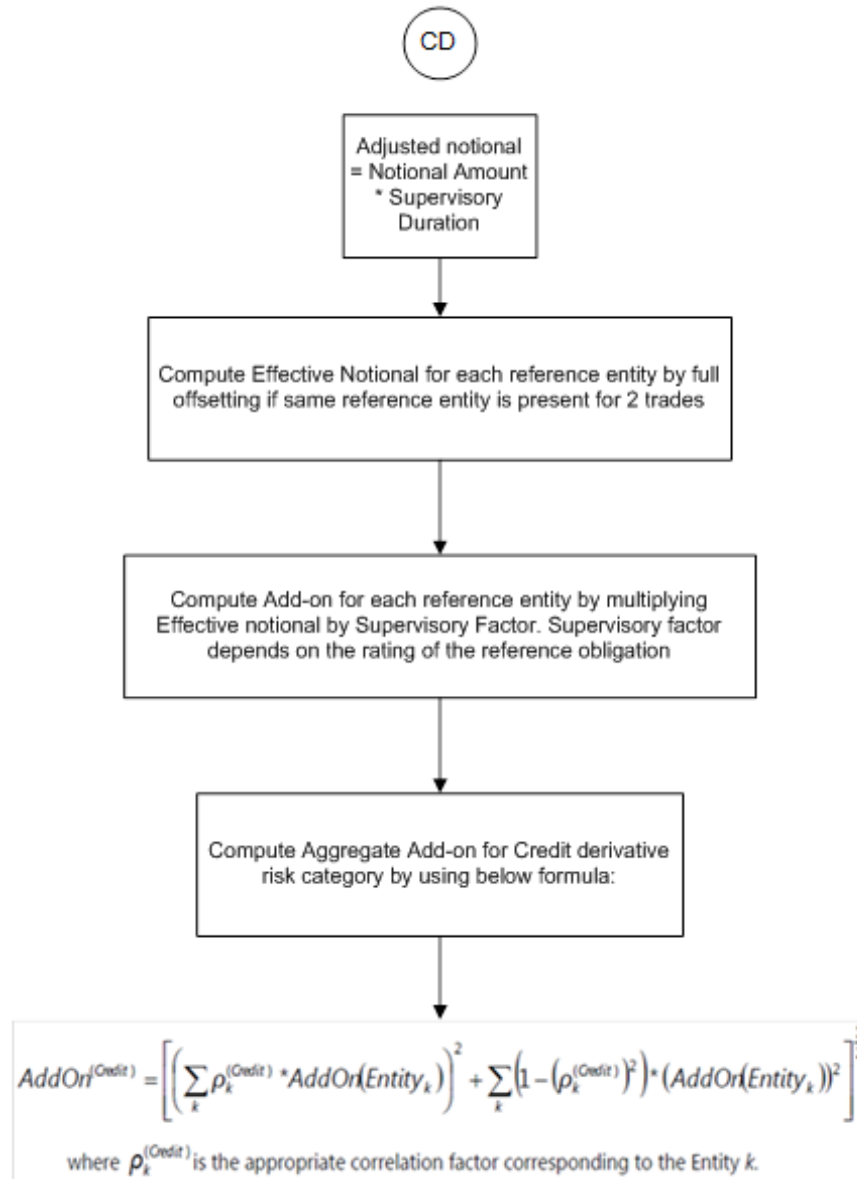 CD
Adjusted notional
= Notional Amount
* Supervisory
Duration
Compute Effective Notional for each reference entity by full
offsetting if same reference entity is present for 2 trades
Compute Add-on for each reference entity by multiplying
Effective notional by Supervisory Factor. Supervisory factor
depends on the rating of the reference obligation
Compute Aggregate Add-on for Credit derivative
risk category by using below formula:
AddOn^(Credit) = [(∑_k ρ_k^(Credit) * AddOn(Entity_k))^2 + ∑_k (1 − (ρ_k^(Credit))^2) * (AddOn(Entity_k))^2]
where ρ_k^(Credit) is the appropriate correlation factor corresponding to the Entity k.